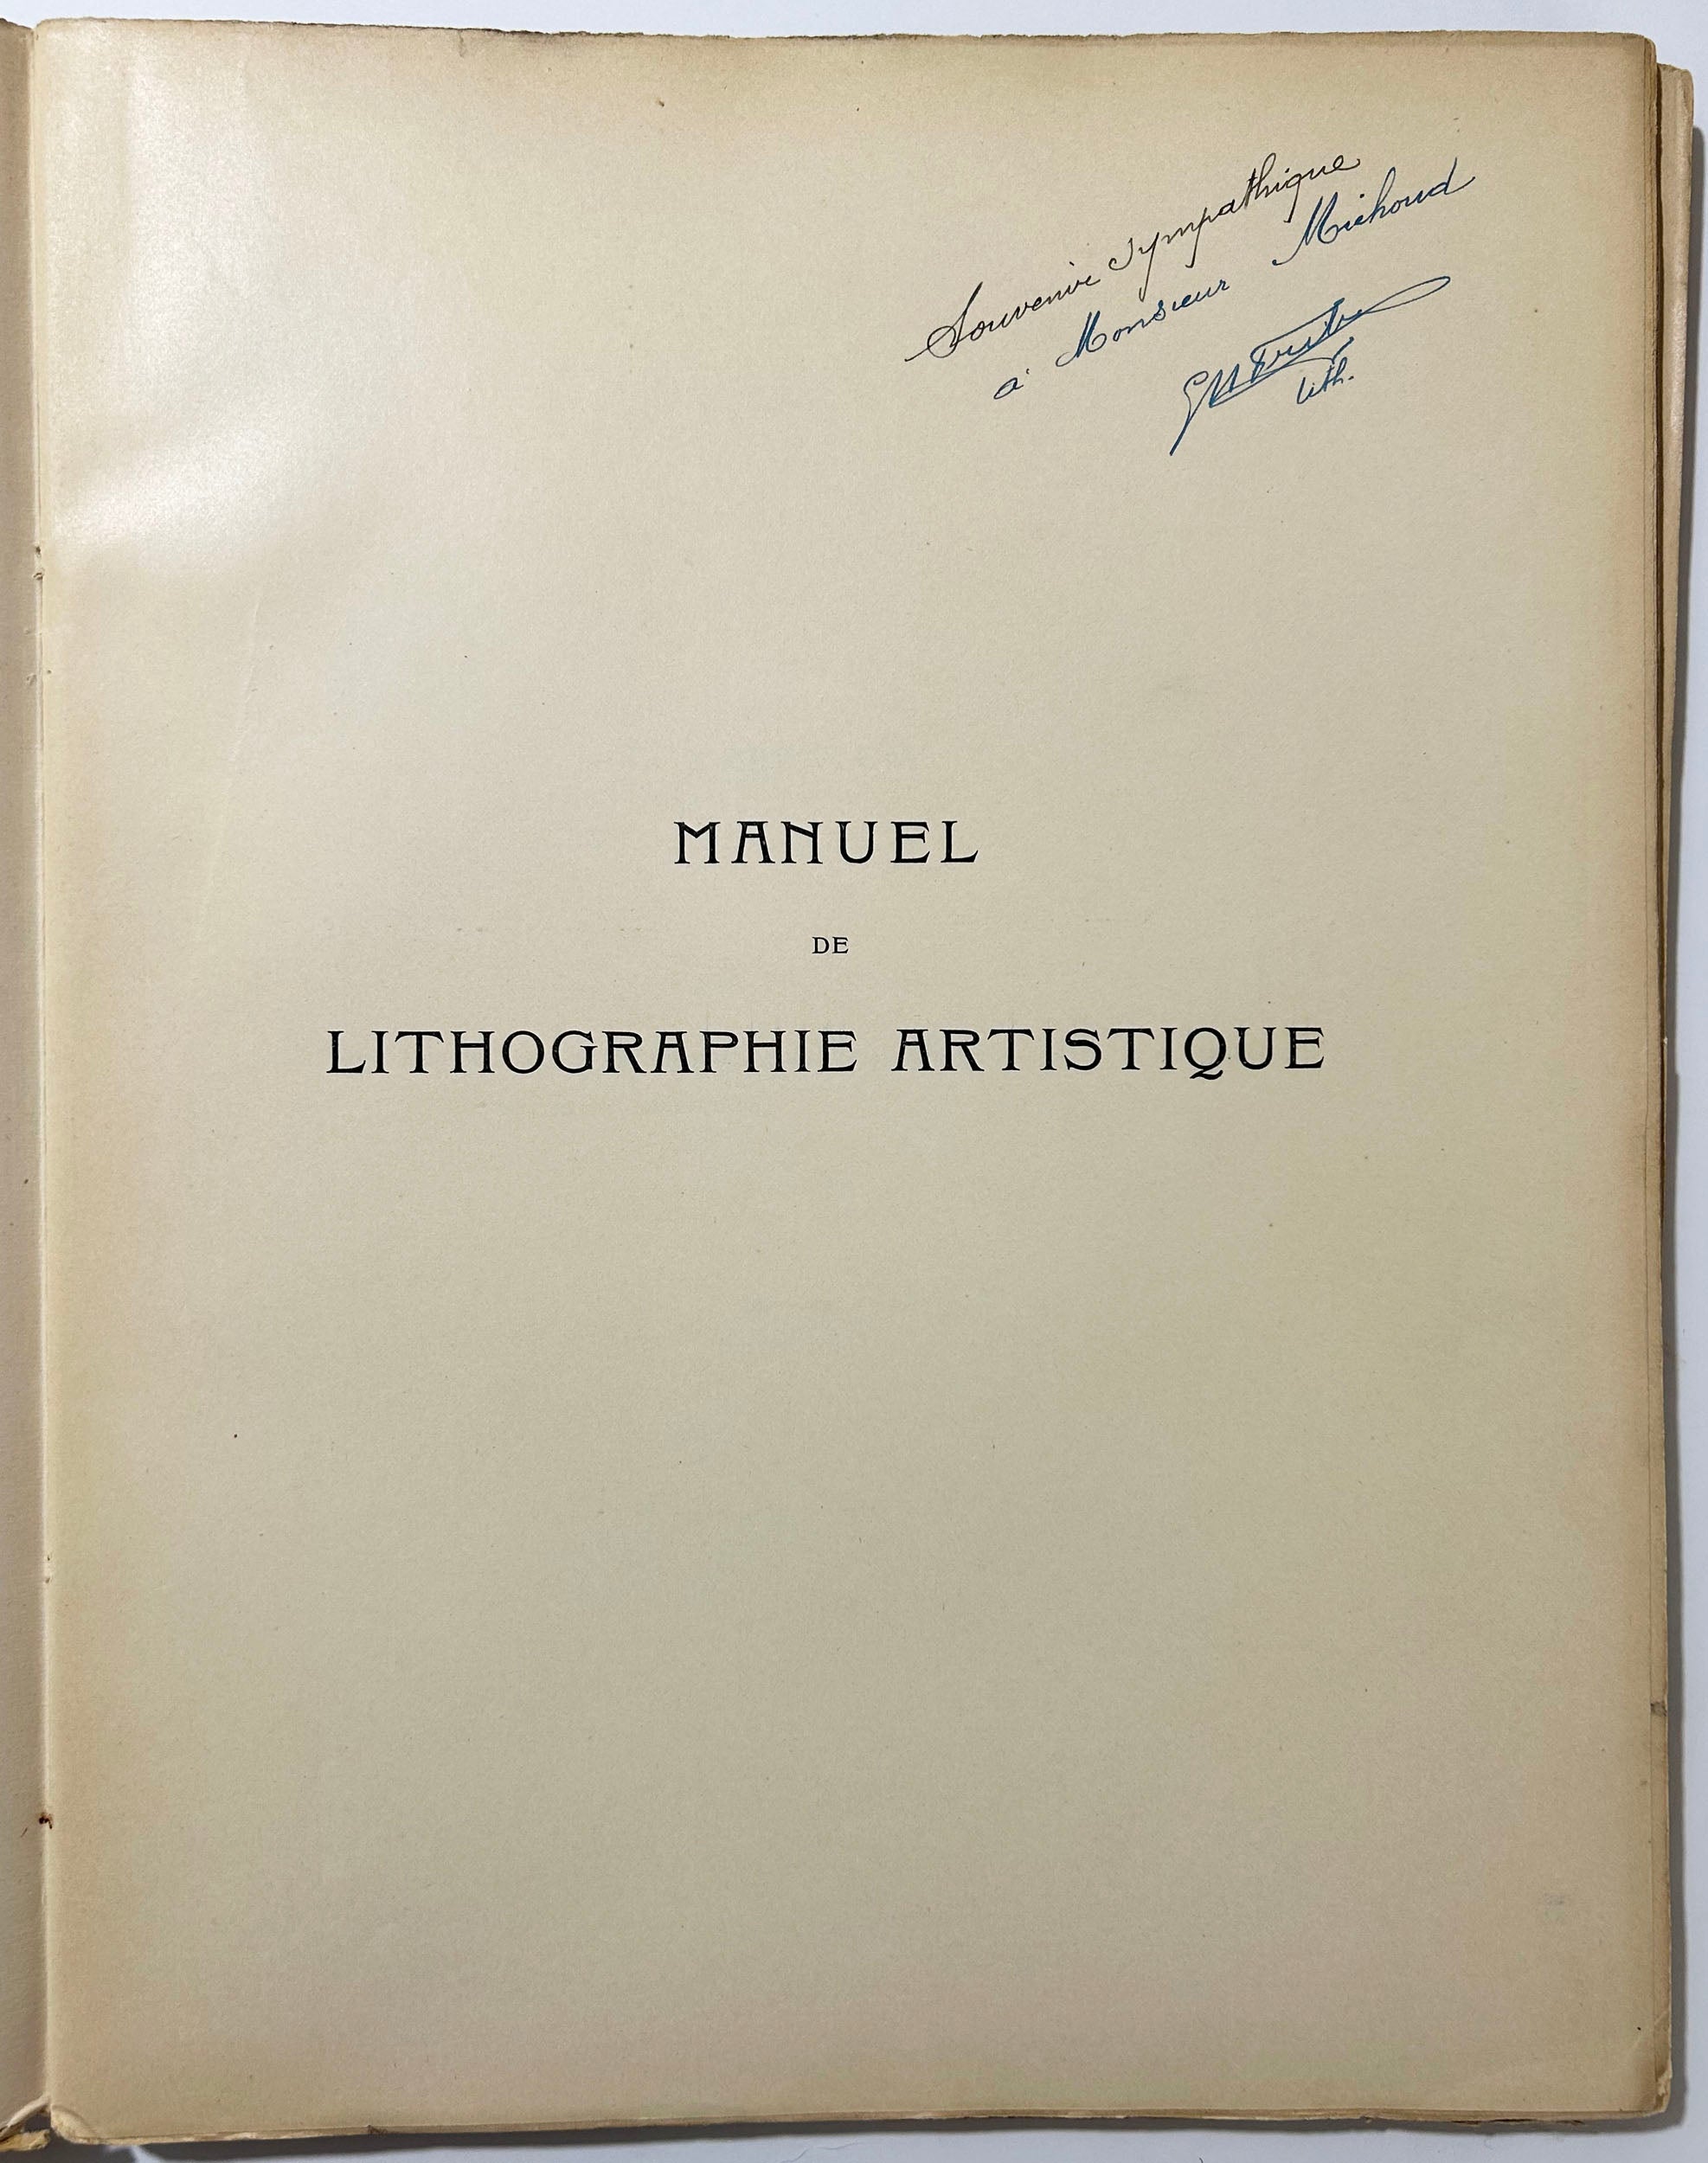 Souvenir sympathique
à Monsieur Michoud
lith.
MANUEL
DE
LITHOGRAPHIE ARTISTIQUE